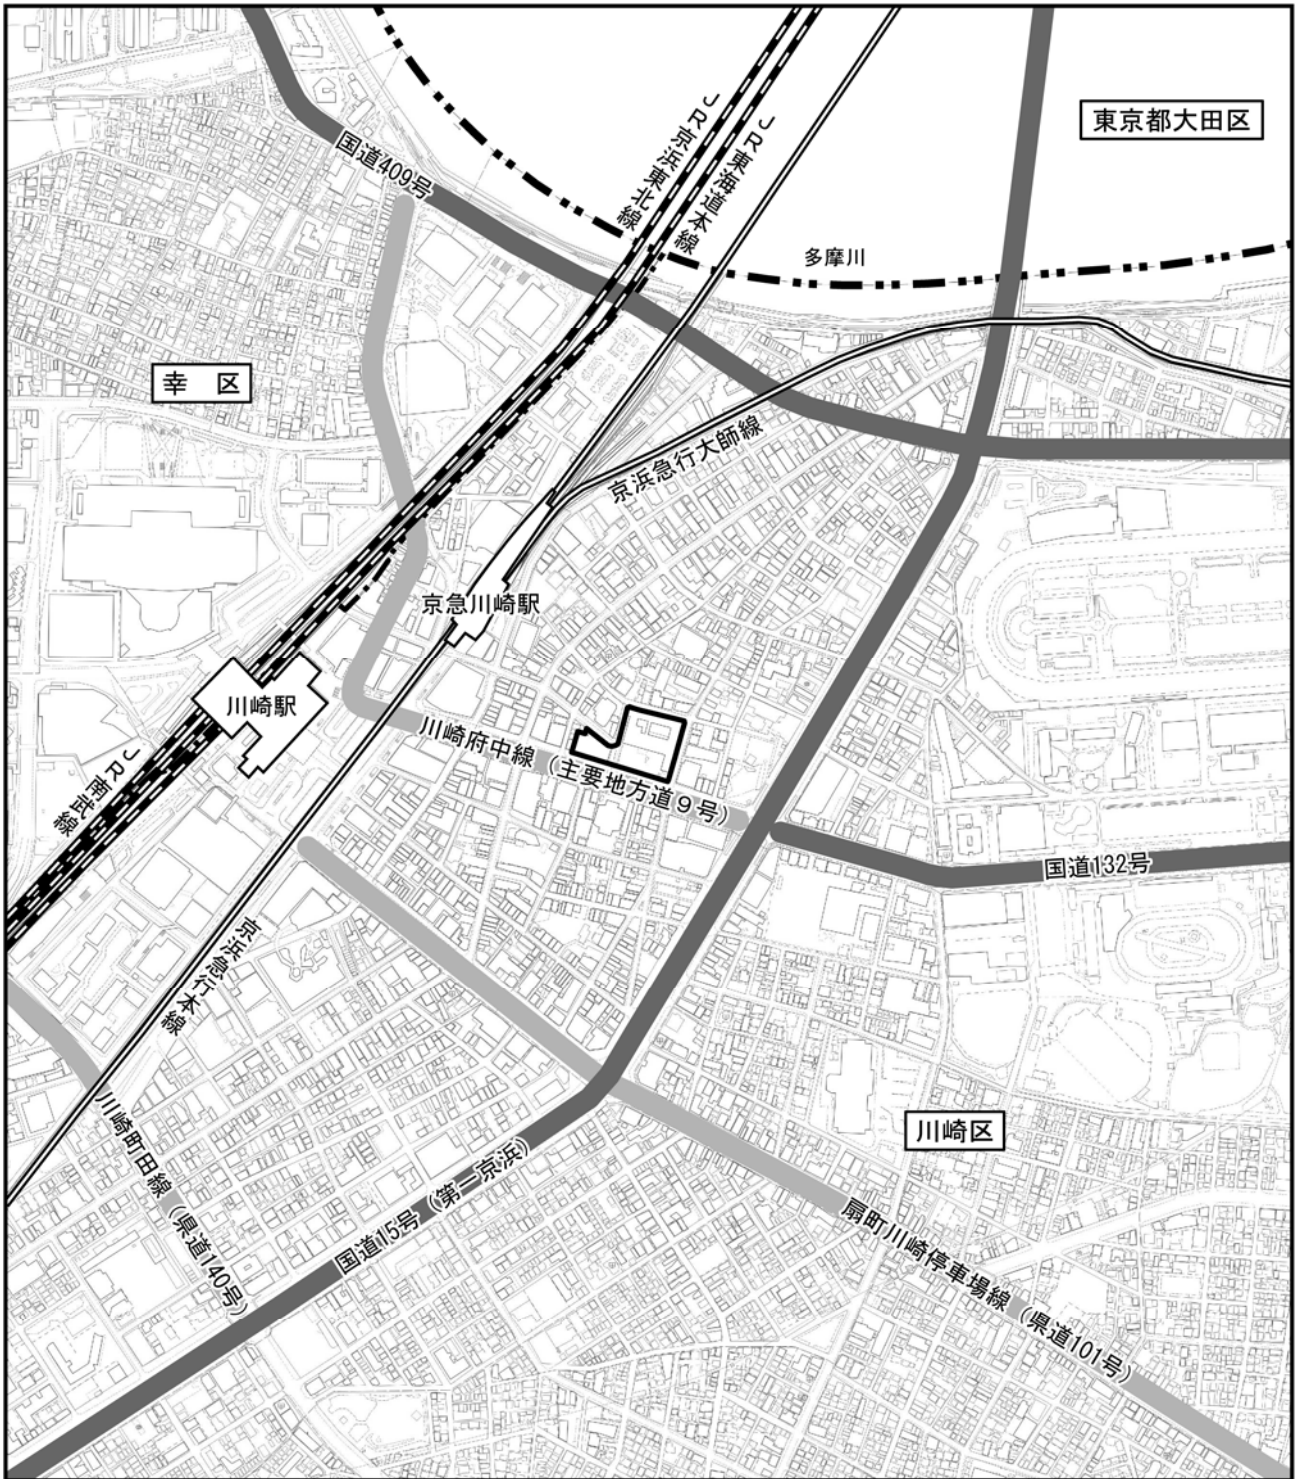 東京都大田区
国道409号
JR京浜東北線
JR東海道本線
多摩川
幸 区
京浜急行大師線
京急川崎駅
川崎駅
川崎府中線（主要地方道９号）
JR南武線
国道132号
京浜急行本線
川崎町田線（県道140号）
国道15号（第一京浜）
川崎区
扇町川崎停車場線（県道101号）